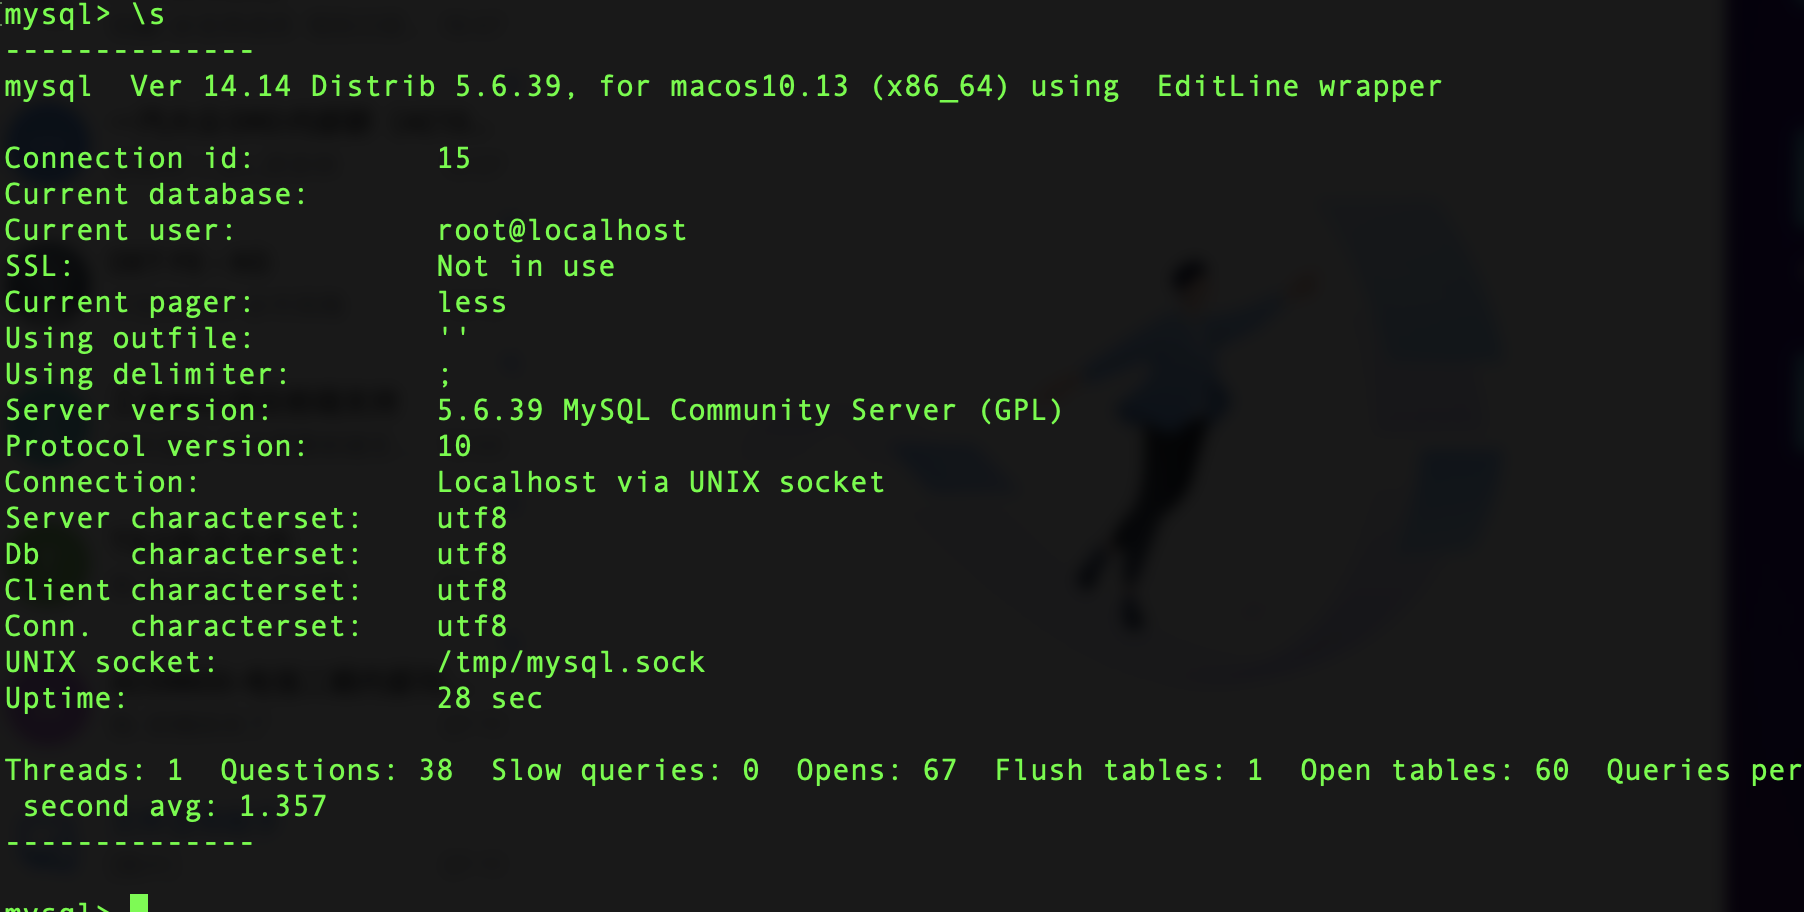 mysql> \s
--------------
mysql  Ver 14.14 Distrib 5.6.39, for macos10.13 (x86_64) using  EditLine wrapper
Connection id:          15
Current database:
Current user:           root@localhost
SSL:                    Not in use
Current pager:          less
Using outfile:          ''
Using delimiter:        ;
Server version:         5.6.39 MySQL Community Server (GPL)
Protocol version:       10
Connection:             Localhost via UNIX socket
Server characterset:    utf8
Db     characterset:    utf8
Client characterset:    utf8
Conn.  characterset:    utf8
UNIX socket:            /tmp/mysql.sock
Uptime:                 28 sec
Threads: 1  Questions: 38  Slow queries: 0  Opens: 67  Flush tables: 1  Open tables: 60  Queries per
 second avg: 1.357
--------------
mysql>